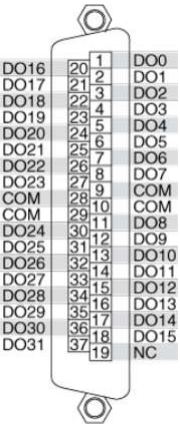 1 DO0
DO16 20
2 DO1
DO17 21
3 DO2
DO18 22
4 DO3
DO19 23
5 DO4
DO20 24
6 DO5
DO21 25
7 DO6
DO22 26
8 DO7
DO23 27
9 COM
COM 28
10 COM
COM 29
11 DO8
DO24 30
12 DO9
DO25 31
13 DO10
DO26 32
14 DO11
DO27 33
15 DO12
DO28 34
16 DO13
DO29 35
17 DO14
DO30 36
18 DO15
DO31 37
19 NC